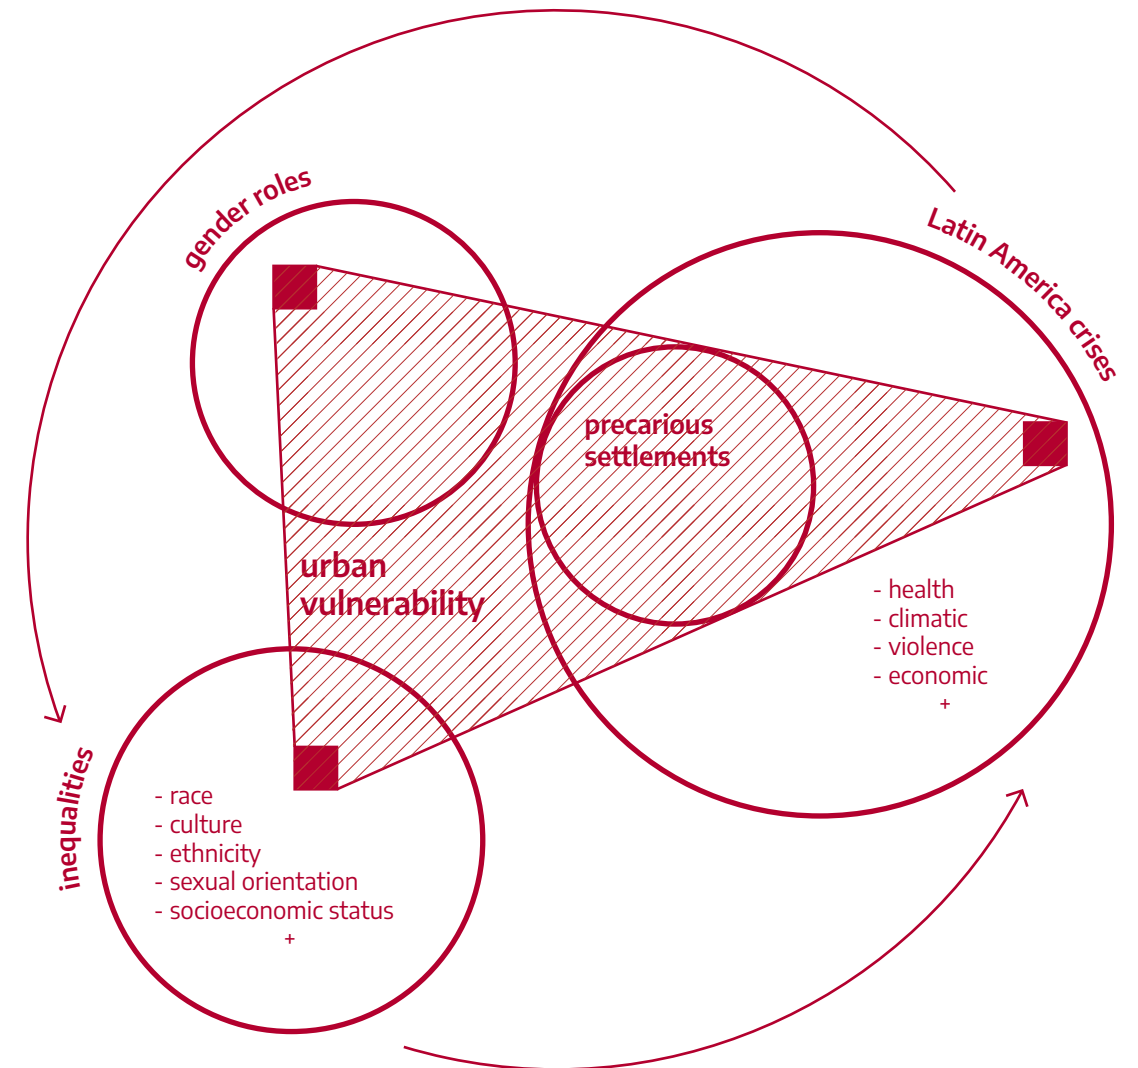 gender roles
Latin America crises
precarious
settlements
urban
vulnerability
- health
- climatic
- violence
- economic
+
inequalities
- race
- culture
- ethnicity
- sexual orientation
- socioeconomic status
+